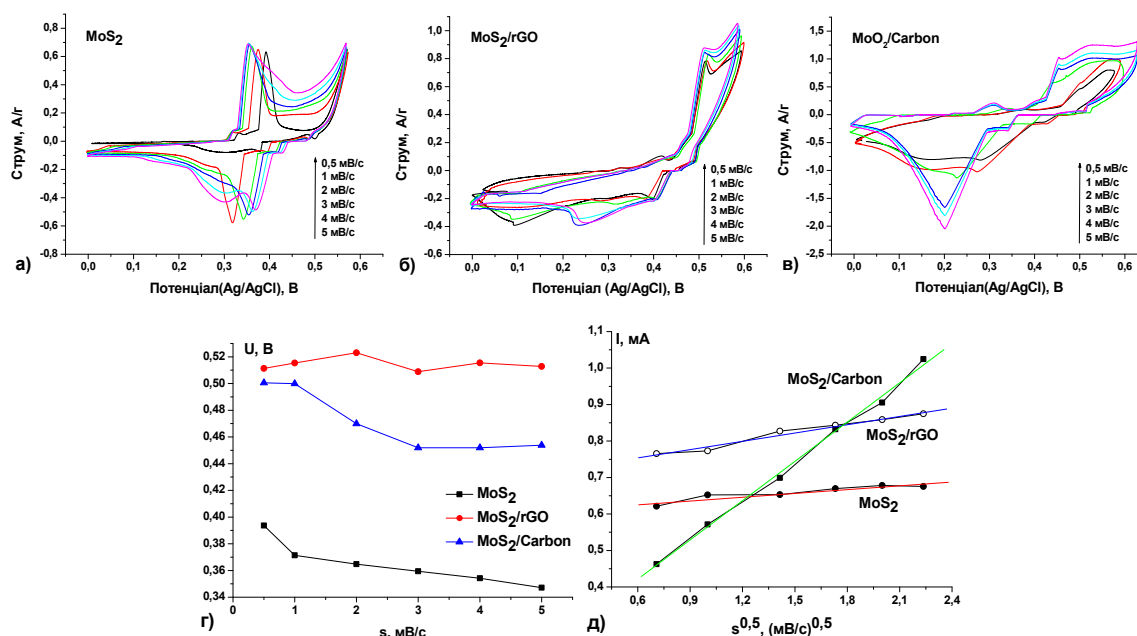 MoS2
Струм, А/г
0,8
0,6
0,4
0,2
0,0
-0,2
-0,4
-0,6
-0,8
0,5 мВ/с
1 мВ/с
2 мВ/с
3 мВ/с
4 мВ/с
5 мВ/с
0,0 0,1 0,2 0,3 0,4 0,5 0,6
Потенціал(Ag/AgCl), В
а)
MoS2/rGO
Струм, А/г
1,0
0,8
0,6
0,4
0,2
0,0
-0,2
-0,4
-0,6
0,5 мВ/с
1 мВ/с
2 мВ/с
3 мВ/с
4 мВ/с
5 мВ/с
0,0 0,1 0,2 0,3 0,4 0,5 0,6
Потенціал (Ag/AgCl), В
б)
MoO2/Carbon
Струм, А/г
1,5
1,0
0,5
0,0
-0,5
-1,0
-1,5
-2,0
-2,5
0,5 мВ/с
1 мВ/с
2 мВ/с
3 мВ/с
4 мВ/с
5 мВ/с
0,0 0,1 0,2 0,3 0,4 0,5 0,6
Потенціал(Ag/AgCl), В
в)
U, В
0,52
0,50
0,48
0,46
0,40
0,38
0,36
0,34
MoS2
MoS2/rGO
MoS2/Carbon
0 1 2 3 4 5
s, мВ/с
г)
I, мА
1,1
1,0
0,9
0,8
0,7
0,6
0,5
0,4
MoS2/Carbon
MoS2/rGO
MoS2
0,6 0,9 1,2 1,5 1,8 2,1 2,4
s0,5, (мВ/с)0,5
д)